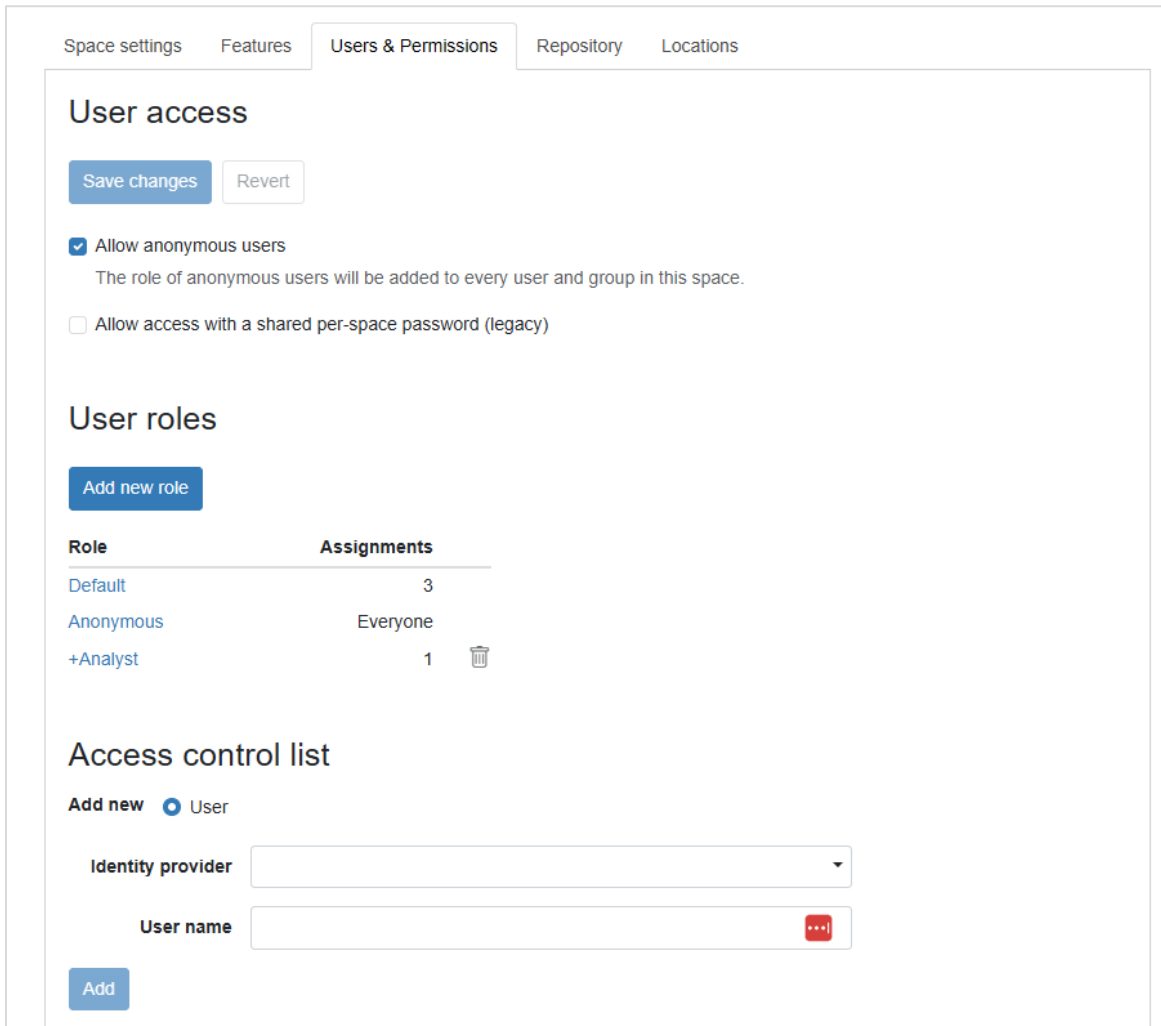 Space settings Features Users & Permissions Repository Locations
User access
Save changes Revert
Allow anonymous users
The role of anonymous users will be added to every user and group in this space.
Allow access with a shared per-space password (legacy)
User roles
Add new role
Role Assignments
Default 3
Anonymous Everyone
+Analyst 1
Access control list
Add new User
Identity provider
User name
Add